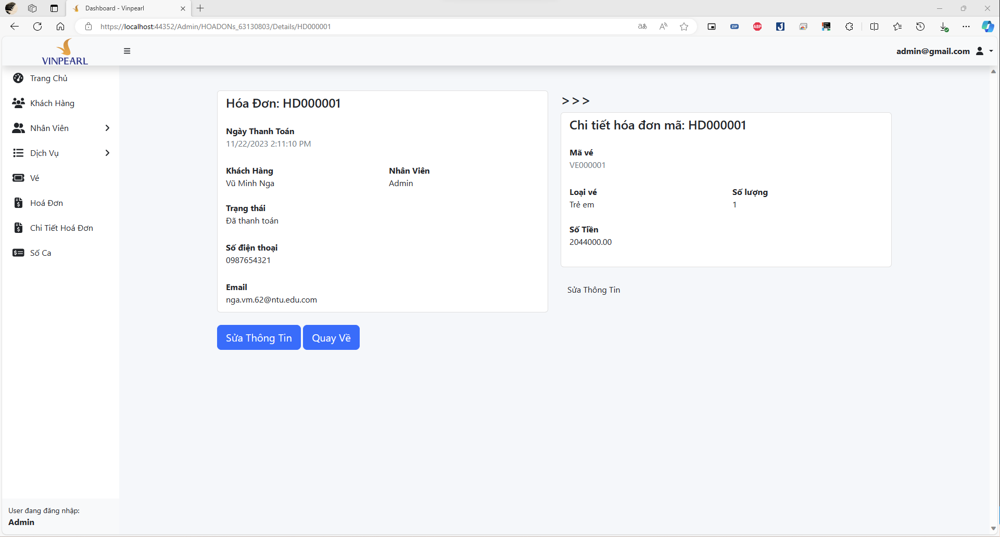 Dashboard - Vinpearl
https://localhost:44352/Admin/HOADONs_63130803/Details/HD000001
aあ
A
ZIP
ABP
VINPEARL
admin@gmail.com
Trang Chủ
Khách Hàng
Nhân Viên
Dịch Vụ
Vé
Hoá Đơn
Chi Tiết Hoá Đơn
Số Ca
Hóa Đơn: HD000001
Ngày Thanh Toán
11/22/2023 2:11:10 PM
Khách Hàng
Nhân Viên
Vũ Minh Nga
Admin
Trạng thái
Đã thanh toán
Số điện thoại
0987654321
Email
nga.vm.62@ntu.edu.com
Sửa Thông Tin
Quay Về
>>>
Chi tiết hóa đơn mã: HD000001
Mã vé
VE000001
Loại vé
Số lượng
Trẻ em
1
Số Tiền
2044000.00
Sửa Thông Tin
User đang đăng nhập:
Admin